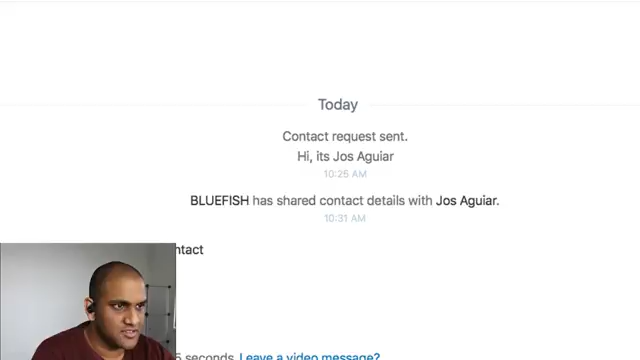 Today
Contact request sent.
Hi, its Jos Aguiar
10:25 AM
BLUEFISH has shared contact details with Jos Aguiar.
10:31 AM
ntact
5 seconds. Leave a video message?